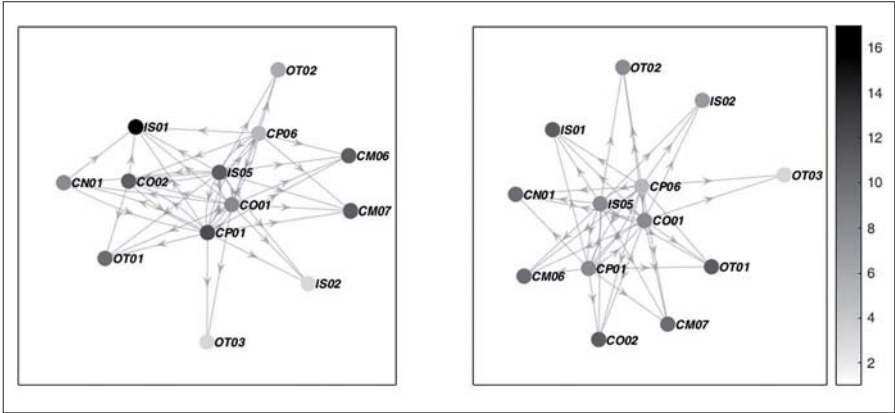 OT02
IS01
CP06
CM06
IS05
CN01
CO02
CO01
CM07
CP01
OT01
IS02
OT03
OT02
IS02
IS01
OT03
CP06
CN01
IS05
CO01
CP01
OT01
CM06
CM07
CO02
16
14
12
10
8
6
4
2